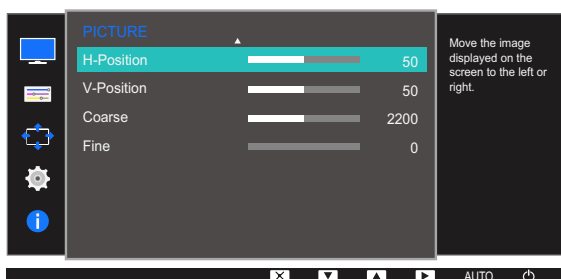 PICTURE
H-Position 50
V-Position 50
Coarse 2200
Fine 0
Move the image
displayed on the
screen to the left or
right.
AUTO